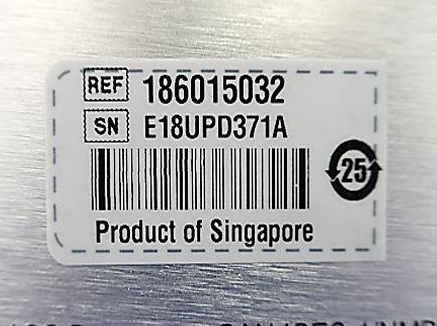 REF 186015032
SN E18UPD371A
25
Product of Singapore